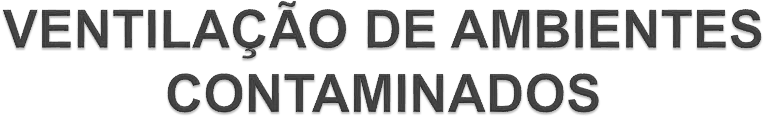 VENTILAÇÃO DE AMBIENTES
CONTAMINADOS